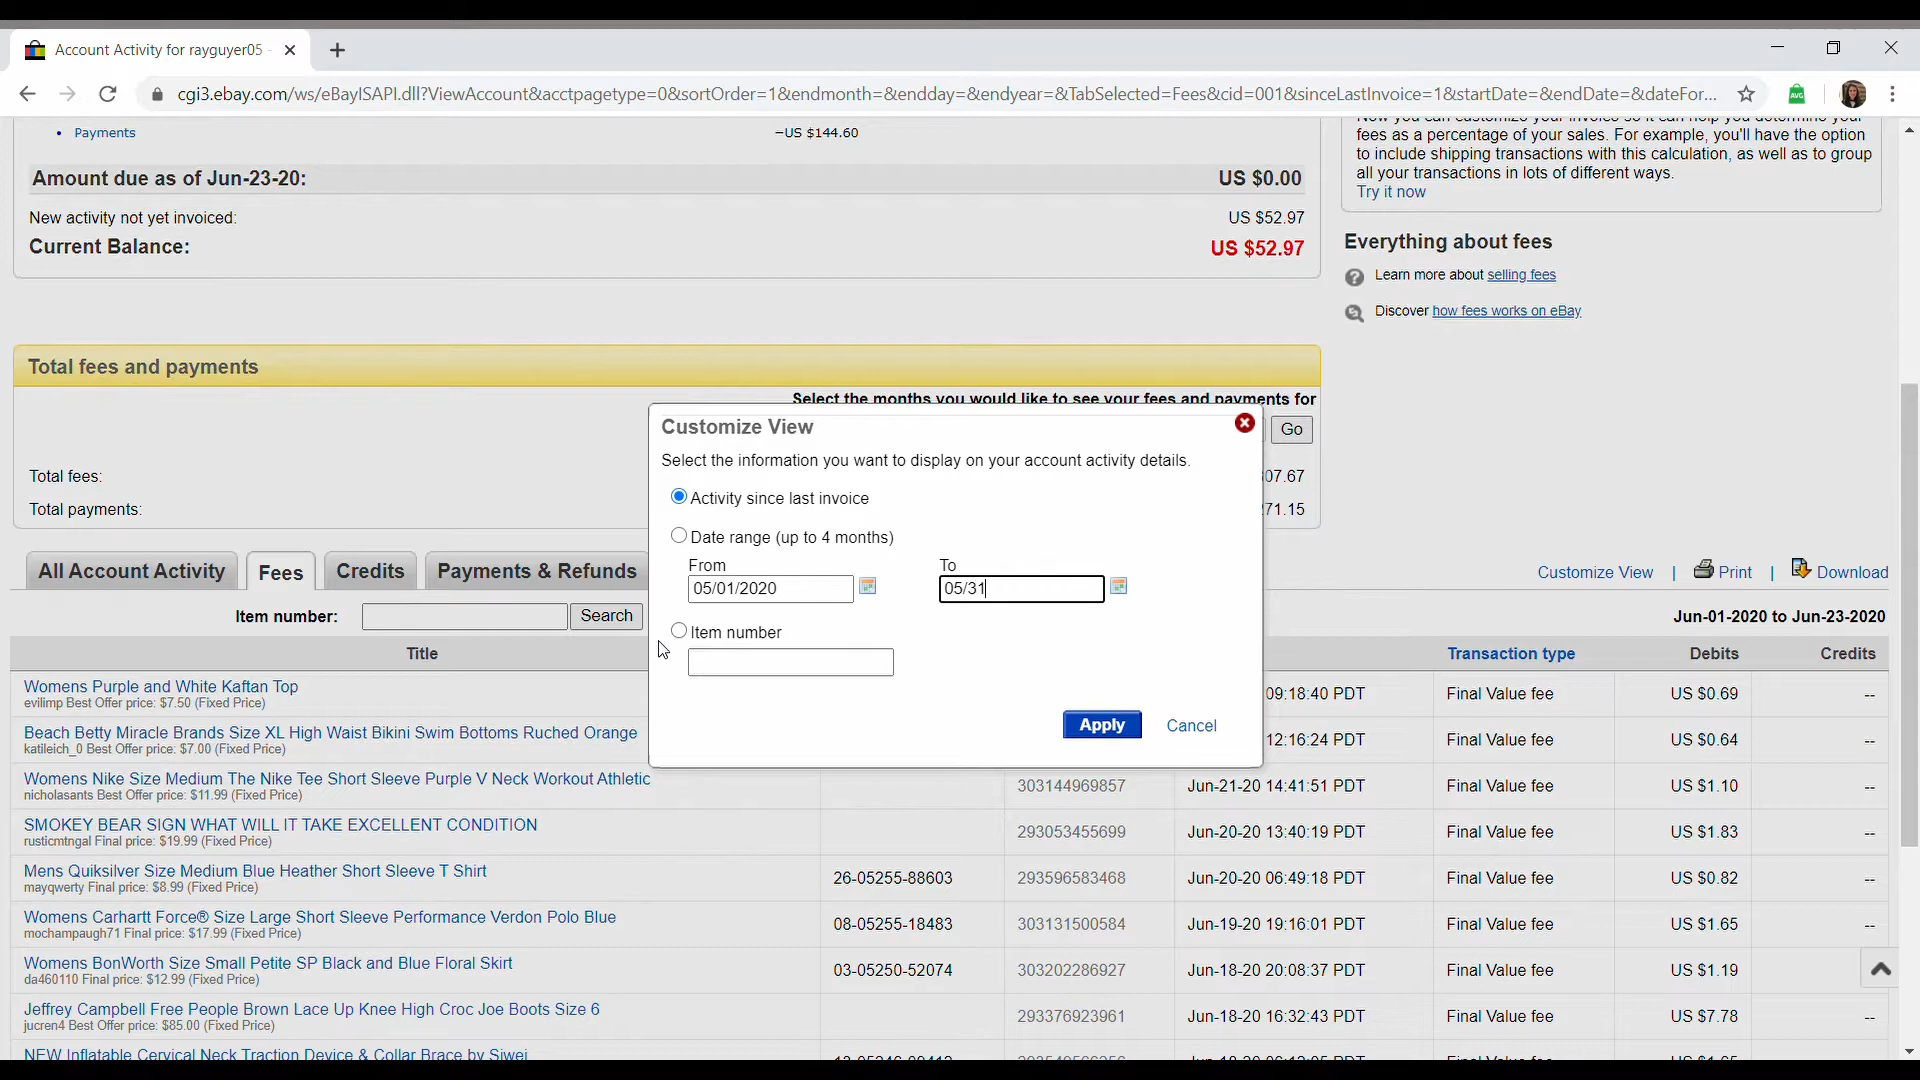 Account Activity for rayguyer05 -
cgi3.ebay.com/ws/eBayISAPI.dll?ViewAccount&acctpagetype=0&sortOrder=1&endmonth=&endday=&endyear=&TabSelected=Fees&cid=001&sinceLastInvoice=1&startDate=&endDate=&dateFor...
AVG
• Payments −US $144.60
Amount due as of Jun-23-20: US $0.00
New activity not yet invoiced: US $52.97
Current Balance: US $52.97
Now you can customize your invoice so it can help you determine your
fees as a percentage of your sales. For example, you'll have the option
to include shipping transactions with this calculation, as well as to group
all your transactions in lots of different ways.
Try it now
Everything about fees
Learn more about selling fees
Discover how fees works on eBay
Total fees and payments
Select the months you would like to see your fees and payments for
Go
Total fees: 07.67
Total payments: 71.15
Customize View
Select the information you want to display on your account activity details.
Activity since last invoice
Date range (up to 4 months)
From To
05/01/2020 05/31
Item number
Apply Cancel
All Account Activity Fees Credits Payments & Refunds
Customize View | Print | Download
Item number: Search
Jun-01-2020 to Jun-23-2020
Title Transaction type Debits Credits
Womens Purple and White Kaftan Top 09:18:40 PDT Final Value fee US $0.69 --
evilimp Best Offer price: $7.50 (Fixed Price)
Beach Betty Miracle Brands Size XL High Waist Bikini Swim Bottoms Ruched Orange 12:16:24 PDT Final Value fee US $0.64 --
katileich_0 Best Offer price: $7.00 (Fixed Price)
Womens Nike Size Medium The Nike Tee Short Sleeve Purple V Neck Workout Athletic 303144969857 Jun-21-20 14:41:51 PDT Final Value fee US $1.10 --
nicholasants Best Offer price: $11.99 (Fixed Price)
SMOKEY BEAR SIGN WHAT WILL IT TAKE EXCELLENT CONDITION 293053455699 Jun-20-20 13:40:19 PDT Final Value fee US $1.83 --
rusticmtngal Final price: $19.99 (Fixed Price)
Mens Quiksilver Size Medium Blue Heather Short Sleeve T Shirt 26-05255-88603 293596583468 Jun-20-20 06:49:18 PDT Final Value fee US $0.82 --
mayqwerty Final price: $8.99 (Fixed Price)
Womens Carhartt Force® Size Large Short Sleeve Performance Verdon Polo Blue 08-05255-18483 303131500584 Jun-19-20 19:16:01 PDT Final Value fee US $1.65 --
mochampaugh71 Final price: $17.99 (Fixed Price)
Womens BonWorth Size Small Petite SP Black and Blue Floral Skirt 03-05250-52074 303202286927 Jun-18-20 20:08:37 PDT Final Value fee US $1.19 --
da460110 Final price: $12.99 (Fixed Price)
Jeffrey Campbell Free People Brown Lace Up Knee High Croc Joe Boots Size 6 293376923961 Jun-18-20 16:32:43 PDT Final Value fee US $7.78 --
jucren4 Best Offer price: $85.00 (Fixed Price)
NEW Inflatable Cervical Neck Traction Device & Collar Brace by Siwei